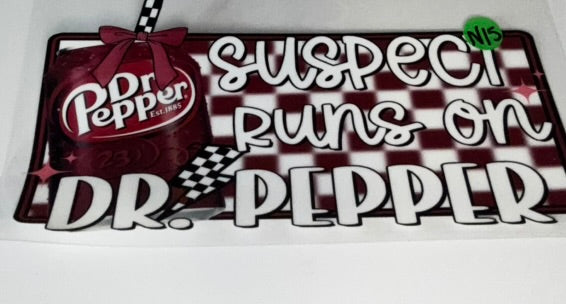 SUSPECT
N15
Runs on
Dr Pepper
Est.1885
DR. PEPPER